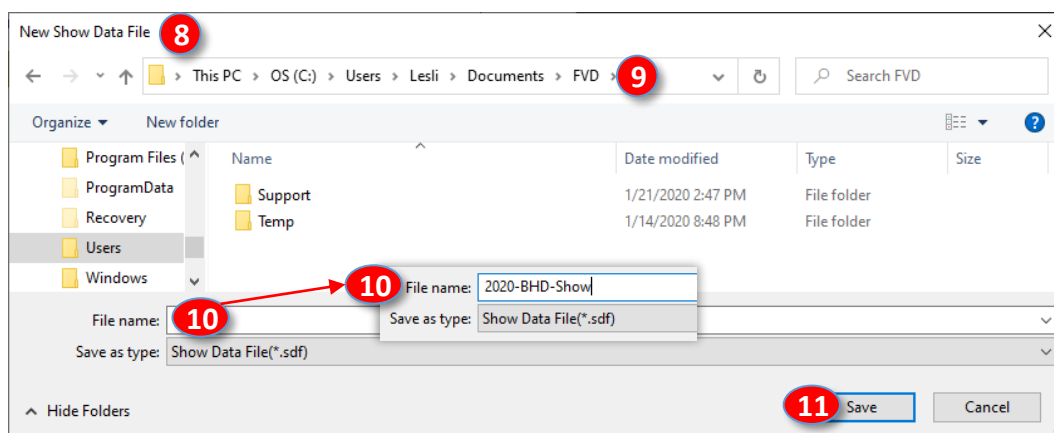 New Show Data File 8
This PC > OS (C:) > Users > Lesli > Documents > FVD > 9 Search FVD
Organize New folder ?
Name Date modified Type Size
Program Files (
ProgramData
Recovery
Users
Windows
Support 1/21/2020 2:47 PM File folder
Temp 1/14/2020 8:48 PM File folder
10 File name: 2020-BHD-Show
Save as type: Show Data File(*.sdf)
File name: 10
Save as type: Show Data File(*.sdf)
Hide Folders 11 Save Cancel